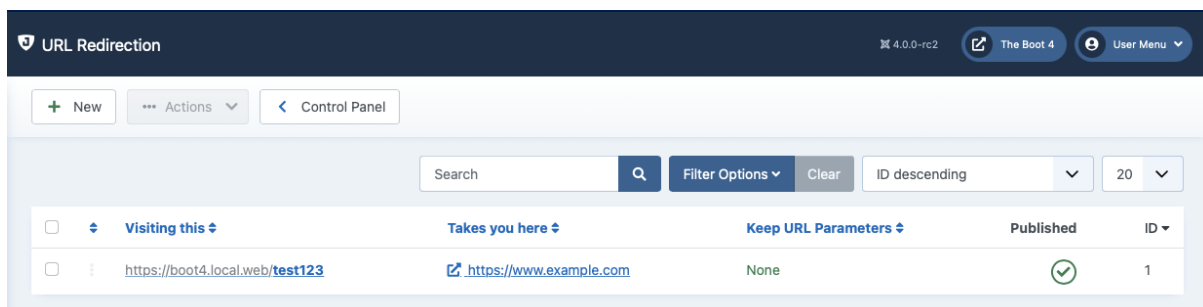 URL Redirection
4.0.0-rc2 The Boot 4 User Menu
New ... Actions Control Panel
Search Filter Options Clear ID descending 20
Visiting this Takes you here Keep URL Parameters Published ID
https://boot4.local.web/test123 https://www.example.com None 1